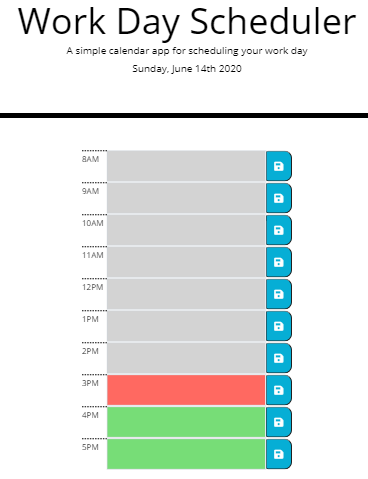 Work Day Scheduler
A simple calendar app for scheduling your work day
Sunday, June 14th 2020
8AM
9AM
10AM
11AM
12PM
1PM
2PM
3PM
4PM
5PM